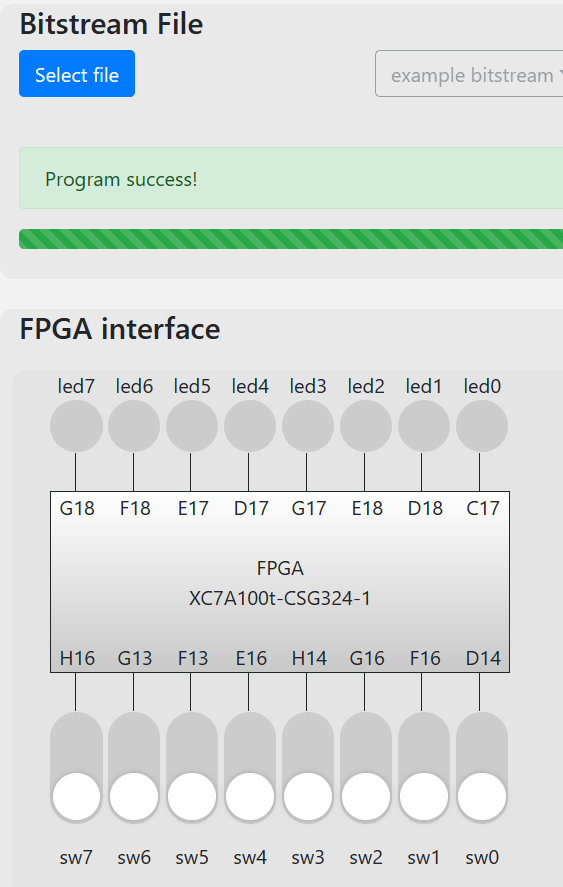 Bitstream File
Select file
example bitstream
Program success!
FPGA interface
led7 led6 led5 led4 led3 led2 led1 led0
G18 F18 E17 D17 G17 E18 D18 C17
FPGA
XC7A100t-CSG324-1
H16 G13 F13 E16 H14 G16 F16 D14
sw7 sw6 sw5 sw4 sw3 sw2 sw1 sw0